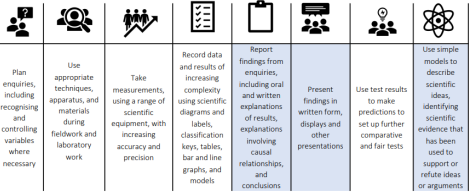 Plan
enquiries,
including
recognising
and
controlling
variables
where
necessary
Use
appropriate
techniques,
apparatus, and
materials
during
fieldwork and
laboratory
work
Take
measurements,
using a range of
scientific
equipment, with
increasing
accuracy and
precision
Record data
and results of
increasing
complexity
using scientific
diagrams and
labels,
classification
keys, tables,
bar and line
graphs, and
models
Report
findings from
enquiries,
including oral
and written
explanations
of results,
explanations
involving
causal
relationships,
and
conclusions
Present
findings in
written form,
displays and
other
presentations
Use test results
to make
predictions to
set up further
comparative
and fair tests
Use simple
models to
describe
scientific
ideas,
identifying
scientific
evidence that
has been
used to
support or
refute ideas
or arguments